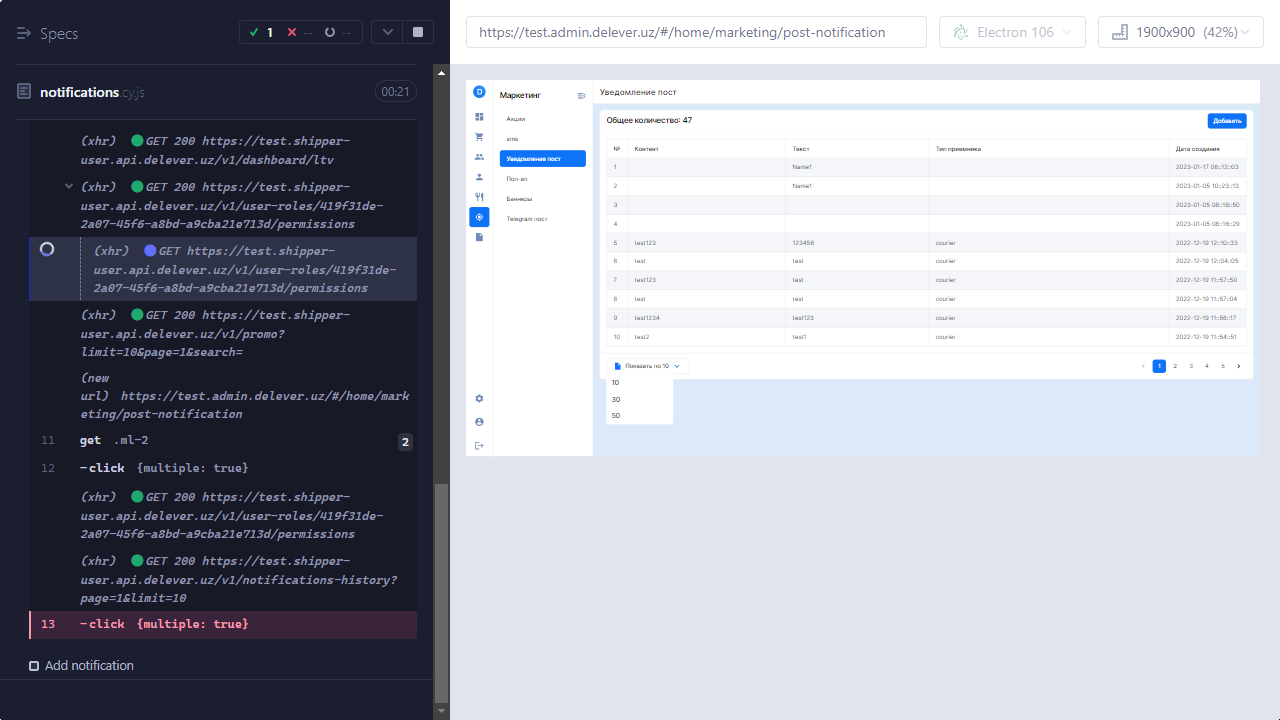 Specs
1
--
--
notifications.cy.js
00:21
(xhr) GET 200 https://test.shipper-
user.api.delever.uz/v1/dashboard/ltv
(xhr) GET 200 https://test.shipper-
user.api.delever.uz/v1/user-roles/419f31de-
2a07-45f6-a8bd-a9cba21e713d/permissions
(xhr) GET https://test.shipper-
user.api.delever.uz/v1/user-roles/419f31de-
2a07-45f6-a8bd-a9cba21e713d/permissions
(xhr) GET 200 https://test.shipper-
user.api.delever.uz/v1/promo?
limit=10&page=1&search=
(new
url) https://test.admin.delever.uz/#/home/mark
eting/post-notification
11 get .ml-2 2
12 -click {multiple: true}
(xhr) GET 200 https://test.shipper-
user.api.delever.uz/v1/user-roles/419f31de-
2a07-45f6-a8bd-a9cba21e713d/permissions
(xhr) GET 200 https://test.shipper-
user.api.delever.uz/v1/notifications-history?
page=1&limit=10
13 -click {multiple: true}
Add notification
https://test.admin.delever.uz/#/home/marketing/post-notification
Electron 106
1900x900 (42%)
D
Маркетинг
Акции
sms
Уведомление пост
Поп-ап
Баннеры
Telegram пост
Уведомление пост
Общее количество: 47
Добавить
№ Контент Текст Тип приемника Дата создания
1 Name1 2023-01-17 06::12::03
2 Name1 2023-01-05 10::23::13
3 2023-01-05 08::18::50
4 2023-01-05 08::16::29
5 test123 123456 courier 2022-12-19 12::10::33
6 test test courier 2022-12-19 12::04::05
7 test123 test courier 2022-12-19 11::57::50
8 test test courier 2022-12-19 11::57::04
9 test1234 test123 courier 2022-12-19 11::56::17
10 test2 test1 courier 2022-12-19 11::54::51
Показать по 10
1 2 3 4 5
10
30
50